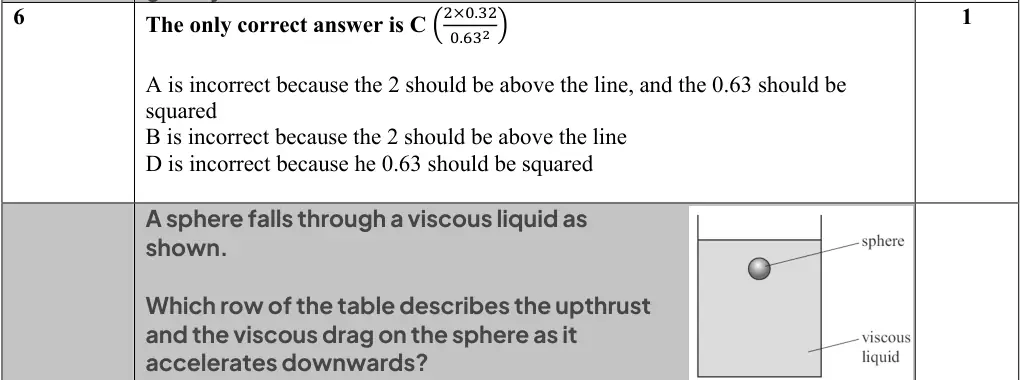 6
The only correct answer is C (2×0.32/0.63²)
1
A is incorrect because the 2 should be above the line, and the 0.63 should be
squared
B is incorrect because the 2 should be above the line
D is incorrect because he 0.63 should be squared
A sphere falls through a viscous liquid as
shown.
Which row of the table describes the upthrust
and the viscous drag on the sphere as it
accelerates downwards?
sphere
viscous
liquid